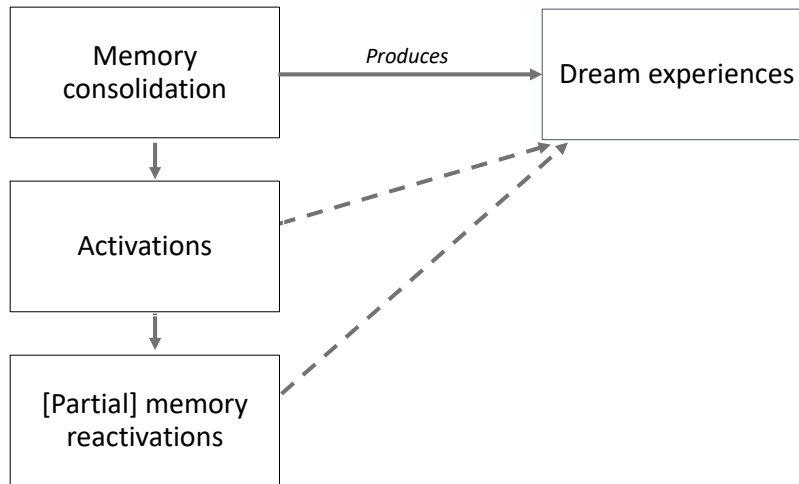 Memory
consolidation
Produces
Dream experiences
Activations
[Partial] memory
reactivations